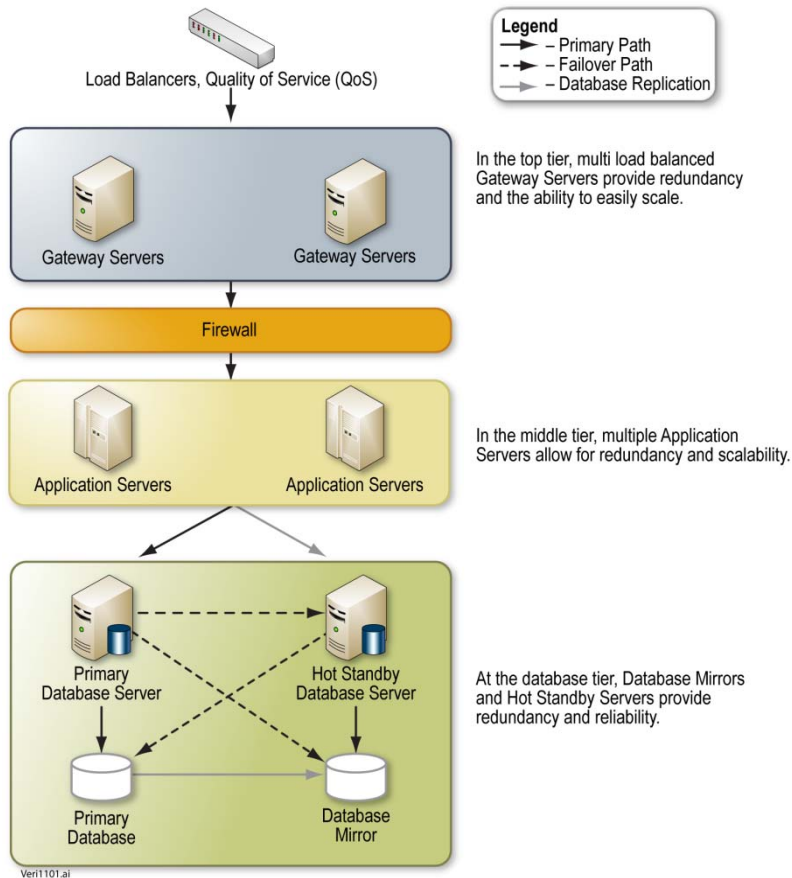 Load Balancers, Quality of Service (QoS)
Legend
– Primary Path
– Failover Path
– Database Replication
In the top tier, multi load balanced
Gateway Servers provide redundancy
and the ability to easily scale.
Gateway Servers
Gateway Servers
Firewall
Application Servers
Application Servers
In the middle tier, multiple Application
Servers allow for redundancy and scalability.
Primary
Database Server
Hot Standby
Database Server
At the database tier, Database Mirrors
and Hot Standby Servers provide
redundancy and reliability.
Primary
Database
Database
Mirror
Veri1101.ai